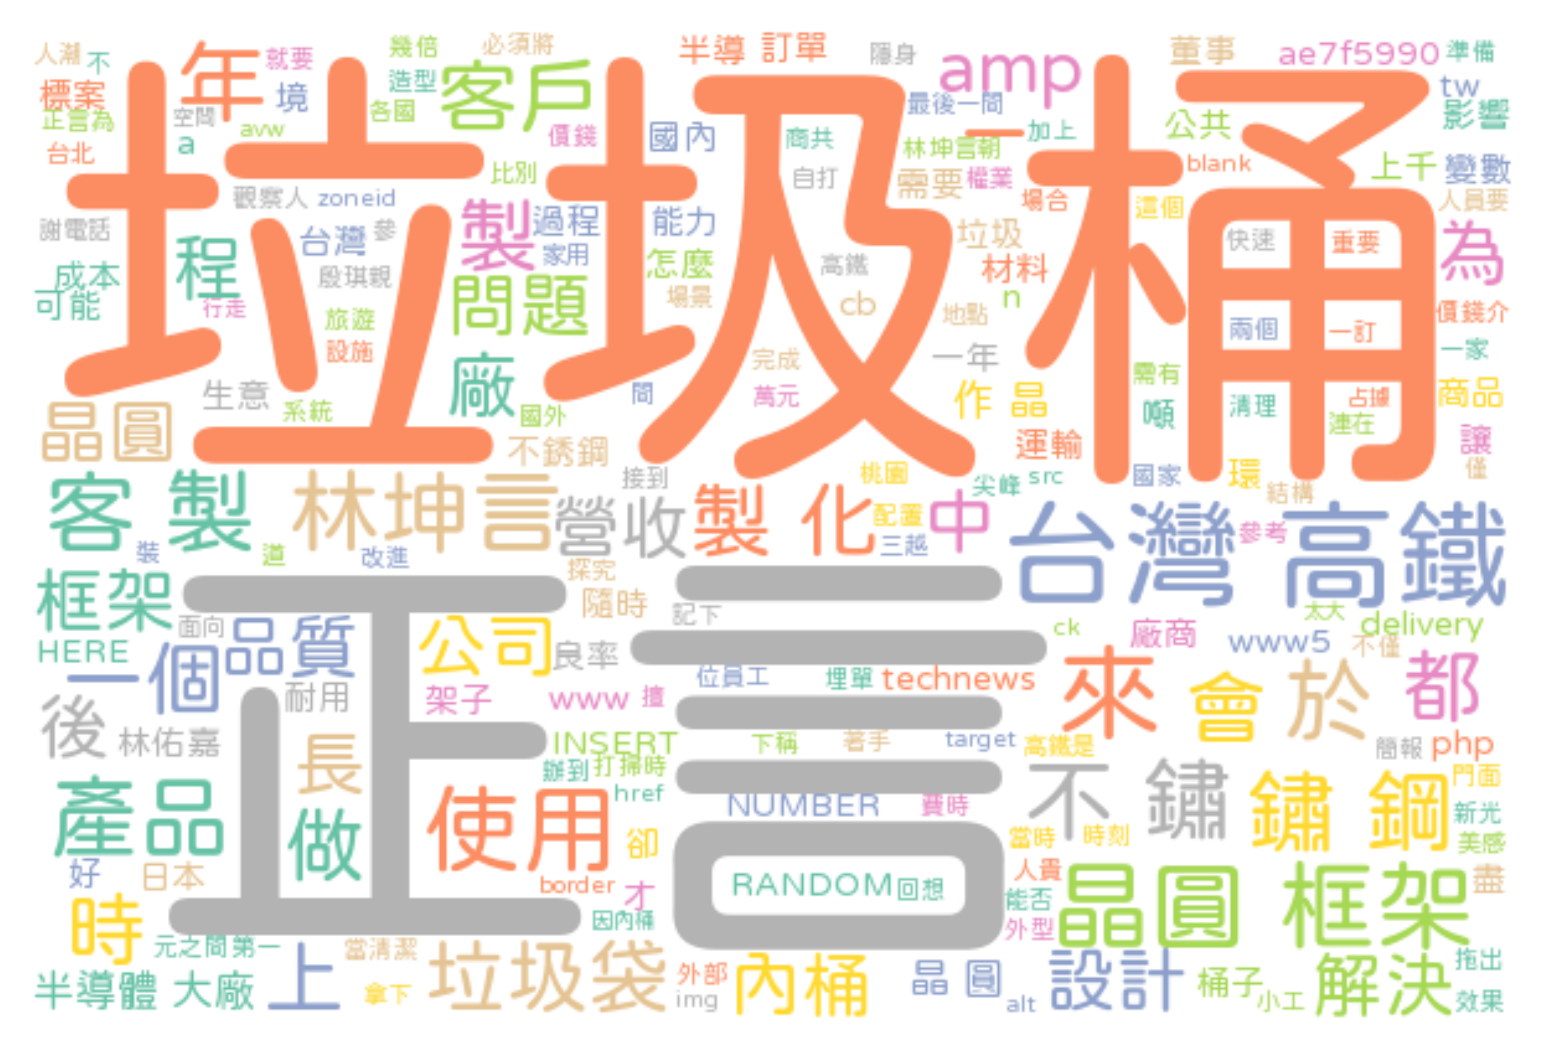 人潮
不
年
就要
幾倍
必須將
半導 訂單
隱身
amp
董事
ae7f5990
準備
標案
境
造型
客戶
tw
正言為
空間
各國
最後一間
影響
a
avw
價錢
國內
商共
一
加上
公共
台北
垃圾桶
比別
林坤言朝
blank
上千
變數
觀察人
zoneid
自打
需要
權業
場合
這個
人員要
謝電話
台灣
參
製
過程
能力
垃圾
快速
重要
為
程
家用
怎麼
高鐵
材料
成本
殷琪親
問題
場景
cb
n
可能
行走
旅遊
地點
兩個
一訂
價錢介
設施
廠
完成
一年
一家
生意
系統
國外
間
萬元
作
晶
需有
噸
清理
占據
連在
商品
晶圓
不銹鋼
運輸
讓
接到
桃園
尖峰
src
國家
環
結構
僅
客 製
林坤言
營收
製 化
配置
中
台灣 高鐵
參考
裝
道
改進
三越
框架
探究
隨時
記下
太大
面向
公司
ck
廠商
delivery
HERE
品質
良率
www5
不僅
一個
位員工
埋單
technews
來
會
於
都
後
耐用
架子
www
擅
林佑嘉
正言
INSERT
下稱
著手
target
高鐵是
簡報
php
長
辦到
打掃時
不 鏽
鏽 鋼
門面
產品
做
使用
href
NUMBER
費時
新光
卻
當時
時刻
美感
好
日本
border
才
RANDOM
回想
人貴
晶圓 框架
盡
時
因內桶
能否
外型
元之間
第一
當清潔
半導體 大廠
上
拿下
垃圾袋
外部
img
內桶
晶 圓
alt
設計
桶子
小工
解決
拖出
效果